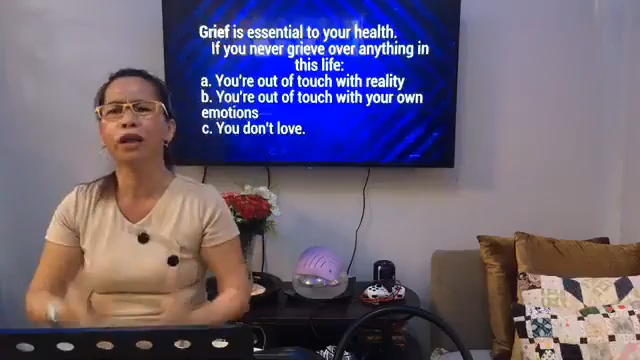 Grief is essential to your health.
If you never grieve over anything in
this life:
a. You're out of touch with reality
b. You're out of touch with your own
emotions
c. You don't love.